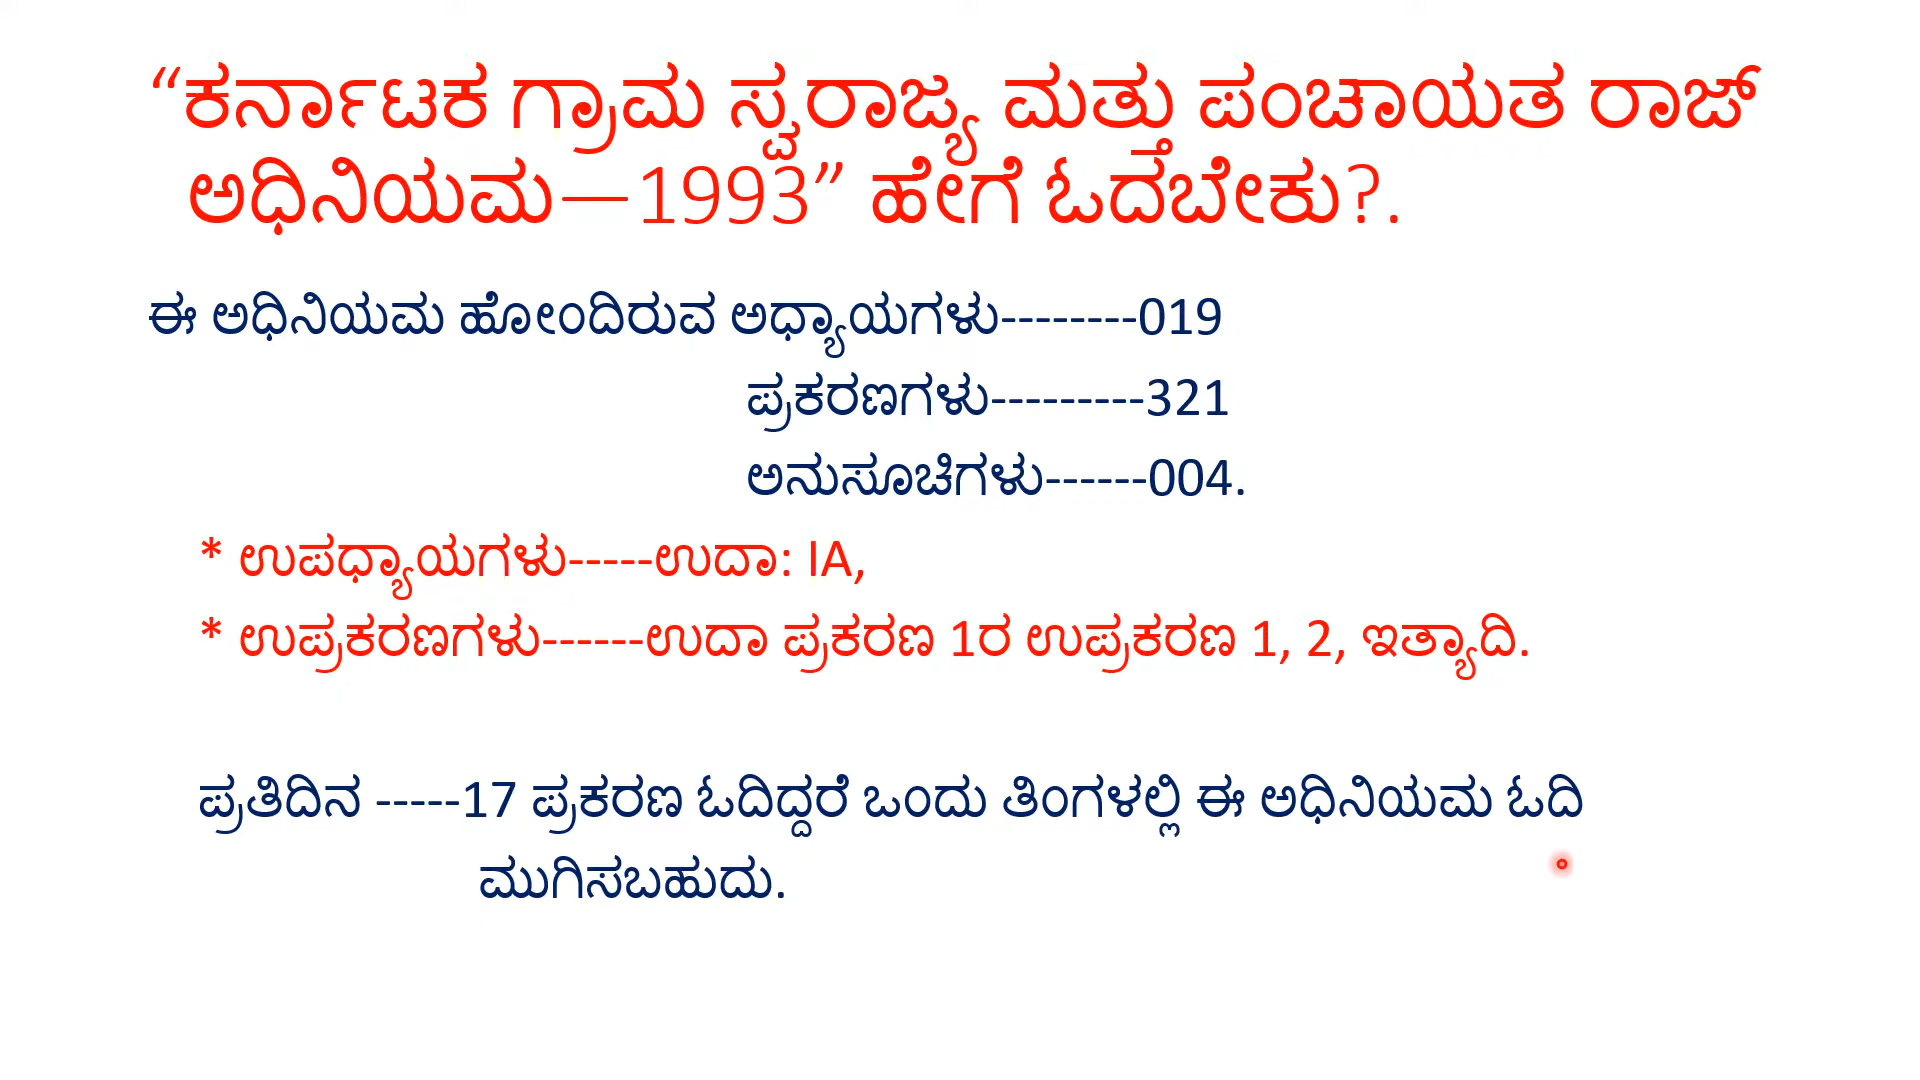 “ಕರ್ನಾಟಕ ಗ್ರಾಮ ಸ್ವರಾಜ್ಯ ಮತ್ತು ಪಂಚಾಯತ ರಾಜ್
ಅಧಿನಿಯಮ—1993” ಹೇಗೆ ಓದಬೇಕು?.
ಈ ಅಧಿನಿಯಮ ಹೋಂದಿರುವ ಅಧ್ಯಾಯಗಳು--------019
ಪ್ರಕರಣಗಳು---------321
ಅನುಸೂಚಿಗಳು------004.
* ಉಪಧ್ಯಾಯಗಳು-----ಉದಾ: IA,
* ಉಪ್ರಕರಣಗಳು------ಉದಾ ಪ್ರಕರಣ 1ರ ಉಪ್ರಕರಣ 1, 2, ಇತ್ಯಾದಿ.
ಪ್ರತಿದಿನ -----17 ಪ್ರಕರಣ ಓದಿದ್ದರೆ ಒಂದು ತಿಂಗಳಲ್ಲಿ ಈ ಅಧಿನಿಯಮ ಓದಿ
ಮುಗಿಸಬಹುದು.